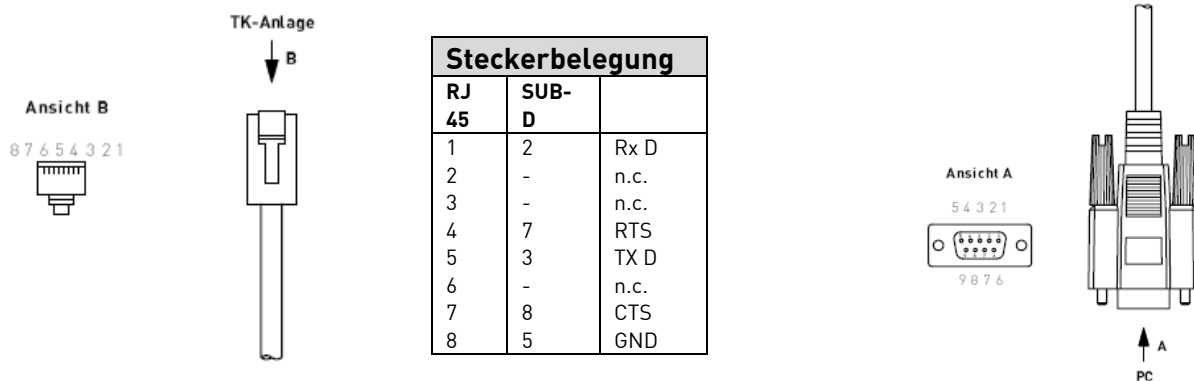 TK-Anlage
B
Ansicht B
8 7 6 5 4 3 2 1
Steckerbelegung
RJ 45 SUB-D
1 2 Rx D
2 - n.c.
3 - n.c.
4 7 RTS
5 3 TX D
6 - n.c.
7 8 CTS
8 5 GND
Ansicht A
5 4 3 2 1
9 8 7 6
A
PC